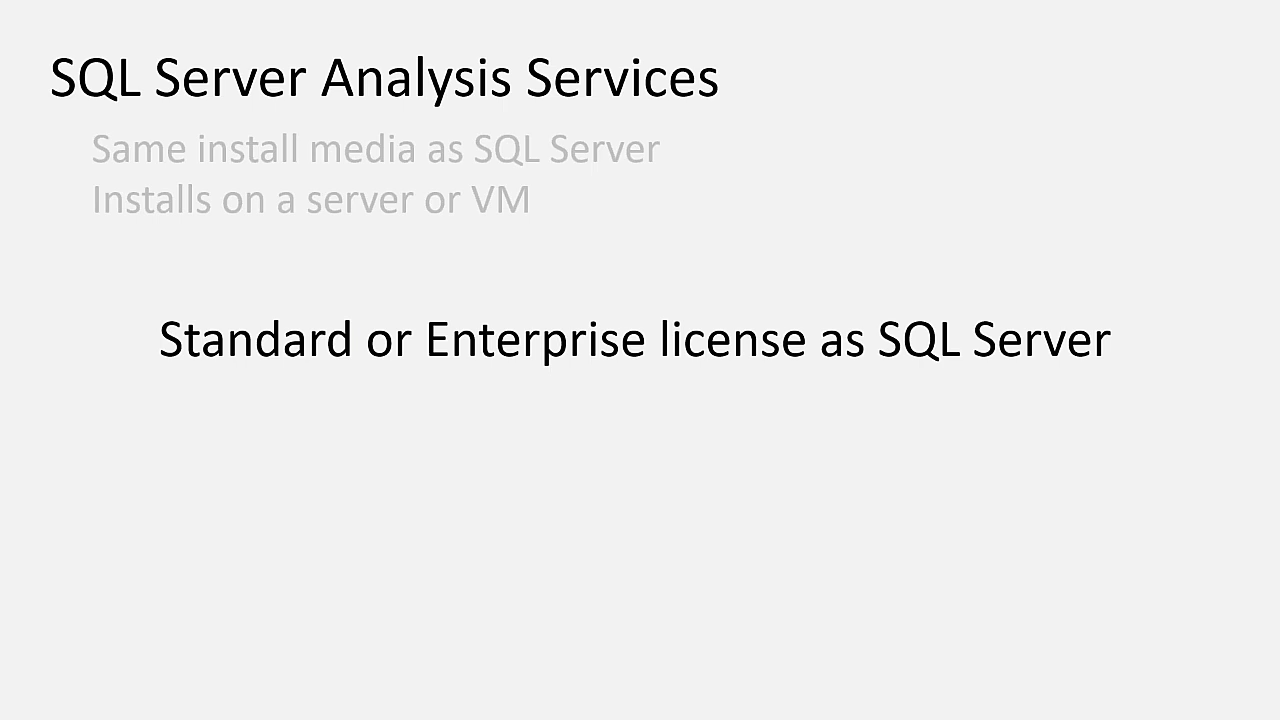 SQL Server Analysis Services
Same install media as SQL Server
Installs on a server or VM
Standard or Enterprise license as SQL Server